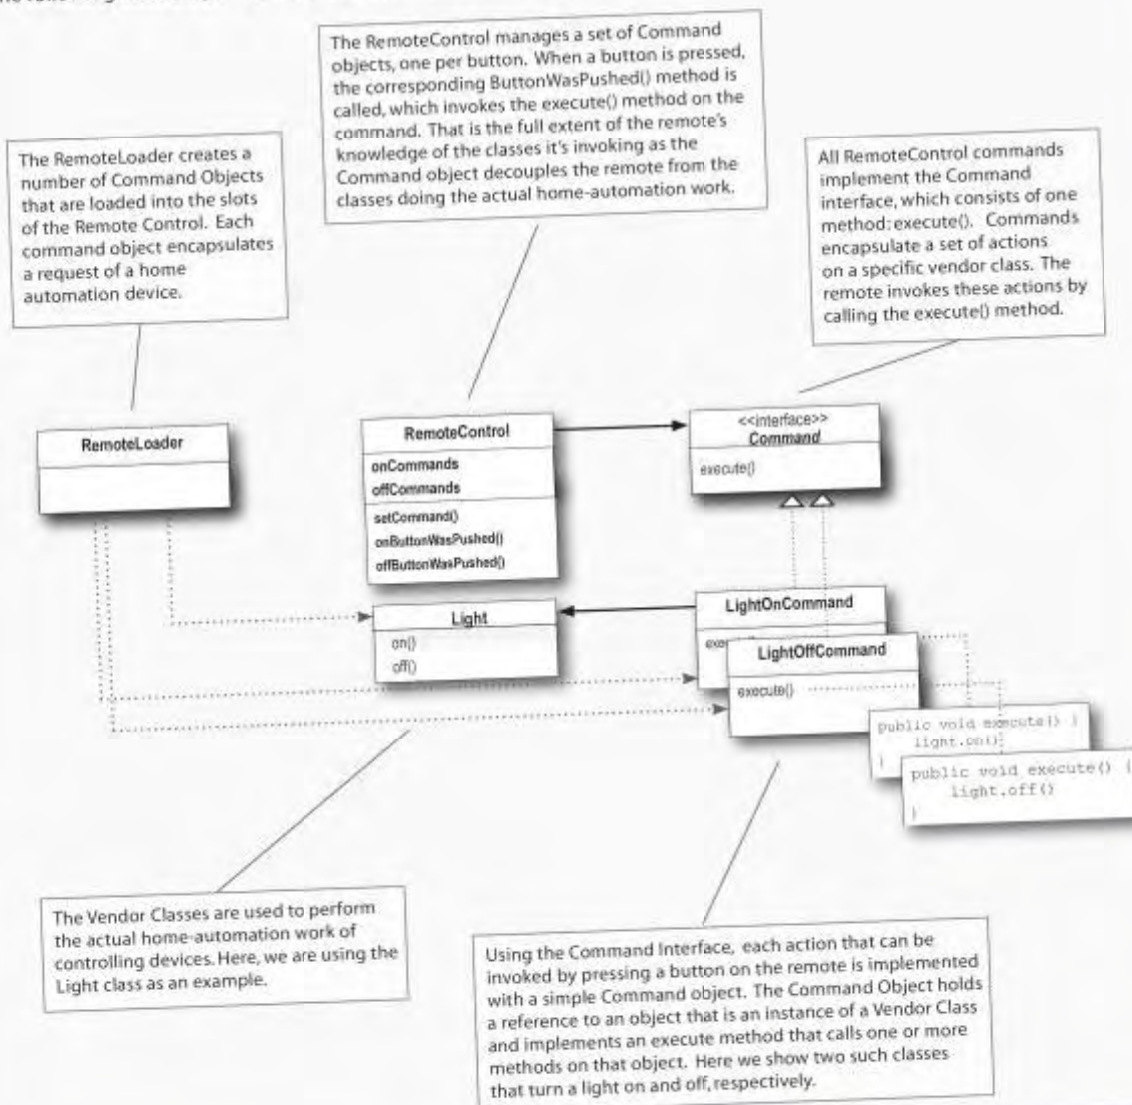 The RemoteControl manages a set of Command
objects, one per button. When a button is pressed,
the corresponding ButtonWasPushed() method is
called, which invokes the execute() method on the
command. That is the full extent of the remote's
knowledge of the classes it's invoking as the
Command object decouples the remote from the
classes doing the actual home-automation work.
The RemoteLoader creates a
number of Command Objects
that are loaded into the slots
of the Remote Control. Each
command object encapsulates
a request of a home
automation device.
All RemoteControl commands
implement the Command
interface, which consists of one
method: execute(). Commands
encapsulate a set of actions
on a specific vendor class. The
remote invokes these actions by
calling the execute() method.
RemoteLoader
RemoteControl
onCommands
offCommands
setCommand()
onButtonWasPushed()
offButtonWasPushed()
<<interface>>
Command
execute()
Light
on()
off()
LightOnCommand
LightOffCommand
execute()
public void execute() {
light.on();
}
public void execute() {
light.off()
}
The Vendor Classes are used to perform
the actual home-automation work of
controlling devices. Here, we are using the
Light class as an example.
Using the Command Interface, each action that can be
invoked by pressing a button on the remote is implemented
with a simple Command object. The Command Object holds
a reference to an object that is an instance of a Vendor Class
and implements an execute method that calls one or more
methods on that object. Here we show two such classes
that turn a light on and off, respectively.